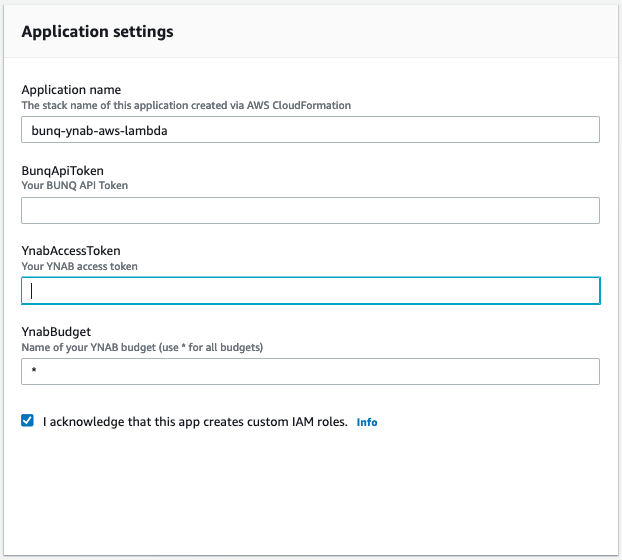 Application settings
Application name
The stack name of this application created via AWS CloudFormation
bunq-ynab-aws-lambda
BunqApiToken
Your BUNQ API Token
YnabAccessToken
Your YNAB access token
YnabBudget
Name of your YNAB budget (use * for all budgets)
*
I acknowledge that this app creates custom IAM roles. Info